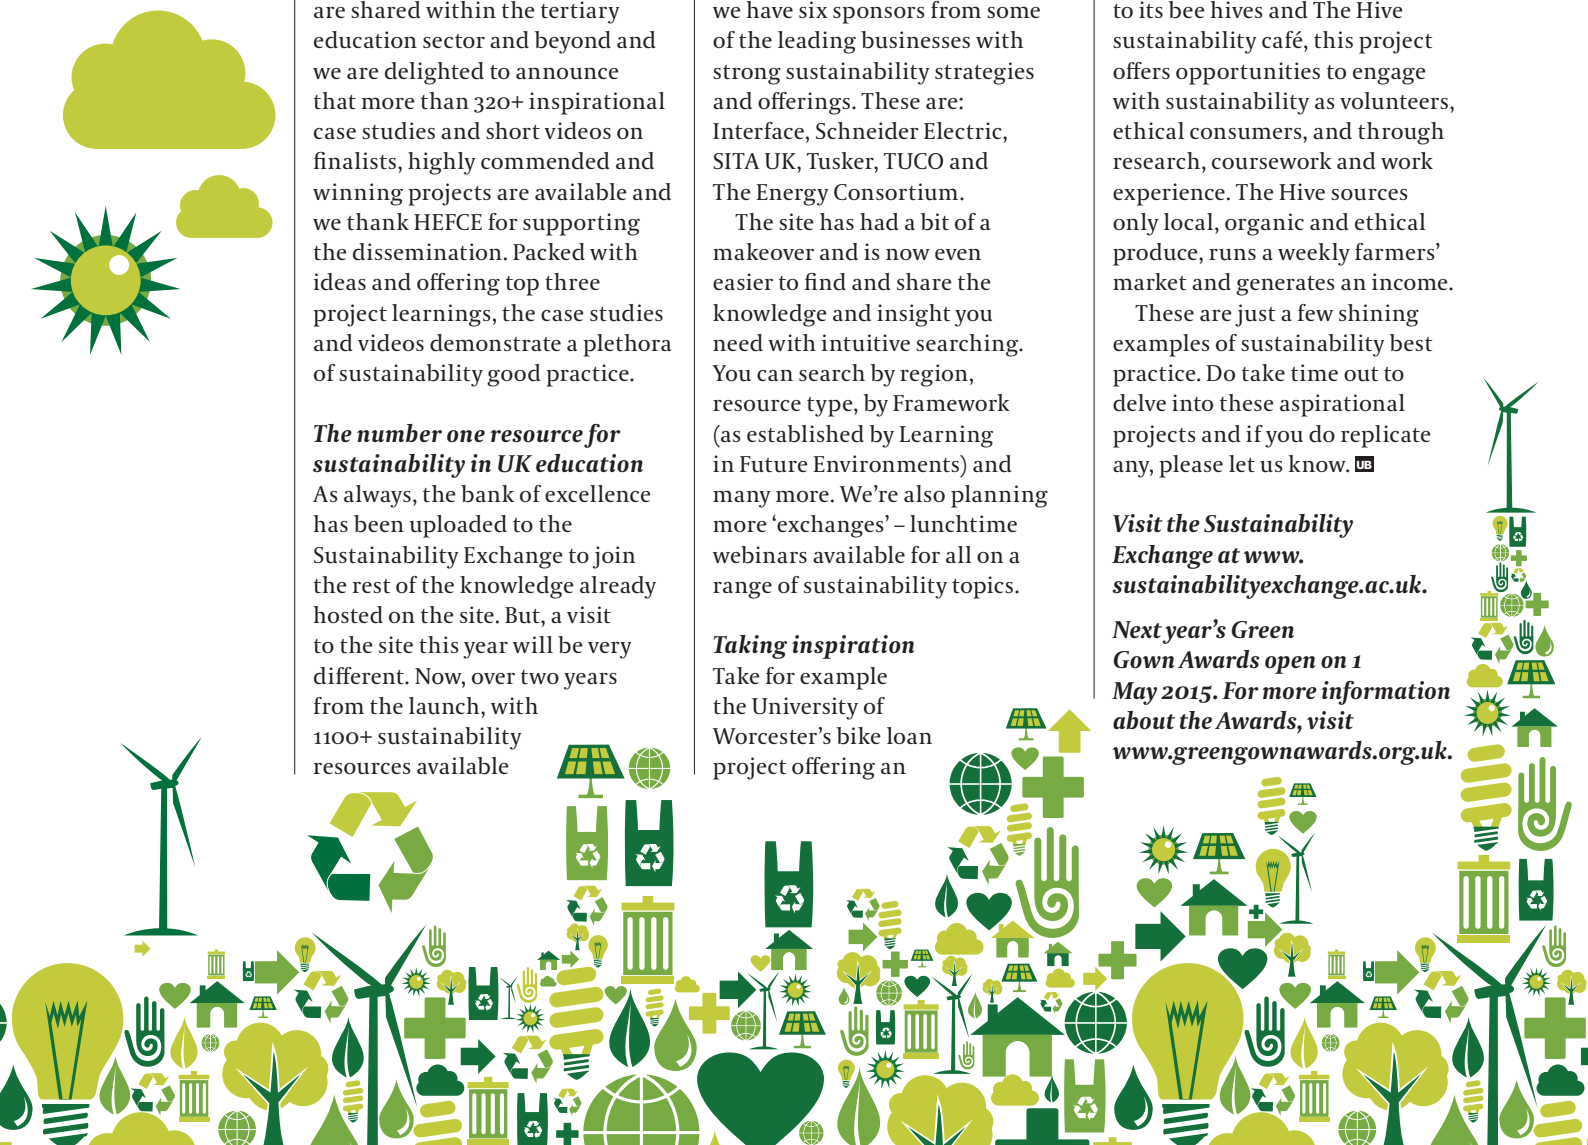 are shared within the tertiary
education sector and beyond and
we are delighted to announce
that more than 320+ inspirational
case studies and short videos on
finalists, highly commended and
winning projects are available and
we thank HEFCE for supporting
the dissemination. Packed with
ideas and offering top three
project learnings, the case studies
and videos demonstrate a plethora
of sustainability good practice.
The number one resource for
sustainability in UK education
As always, the bank of excellence
has been uploaded to the
Sustainability Exchange to join
the rest of the knowledge already
hosted on the site. But, a visit
to the site this year will be very
different. Now, over two years
from the launch, with
1100+ sustainability
resources available
we have six sponsors from some
of the leading businesses with
strong sustainability strategies
and offerings. These are:
Interface, Schneider Electric,
SITA UK, Tusker, TUCO and
The Energy Consortium.
The site has had a bit of a
makeover and is now even
easier to find and share the
knowledge and insight you
need with intuitive searching.
You can search by region,
resource type, by Framework
(as established by Learning
in Future Environments) and
many more. We’re also planning
more ‘exchanges’ – lunchtime
webinars available for all on a
range of sustainability topics.
Taking inspiration
Take for example
the University of
Worcester’s bike loan
project offering an
to its bee hives and The Hive
sustainability café, this project
offers opportunities to engage
with sustainability as volunteers,
ethical consumers, and through
research, coursework and work
experience. The Hive sources
only local, organic and ethical
produce, runs a weekly farmers’
market and generates an income.
These are just a few shining
examples of sustainability best
practice. Do take time out to
delve into these aspirational
projects and if you do replicate
any, please let us know. UB
Visit the Sustainability
Exchange at www.
sustainabilityexchange.ac.uk.
Next year’s Green
Gown Awards open on 1
May 2015. For more information
about the Awards, visit
www.greengownawards.org.uk.